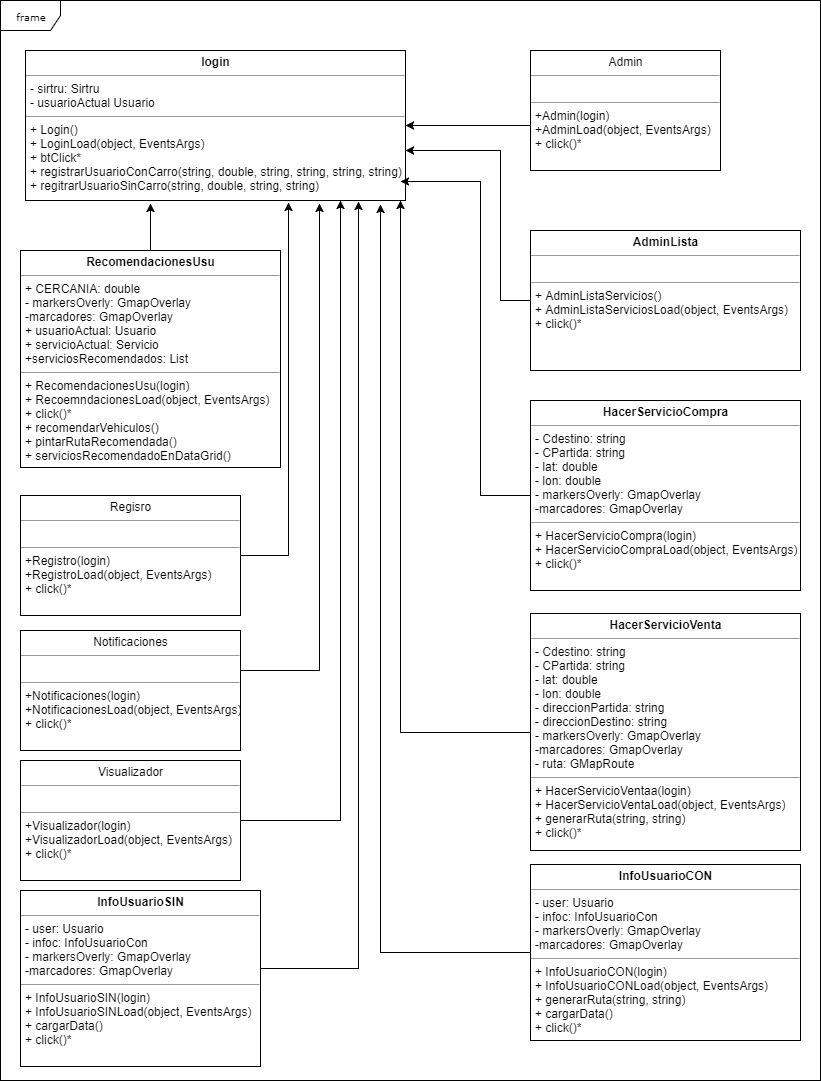 frame
login
- sirtru: Sirtru
- usuarioActual Usuario
+ Login()
+ LoginLoad(object, EventsArgs)
+ btClick*
+ registrarUsuarioConCarro(string, double, string, string, string, string)
+ regitrarUsuarioSinCarro(string, double, string, string)
Admin
+Admin(login)
+AdminLoad(object, EventsArgs)
+ click()*
AdminLista
+ AdminListaServicios()
+ AdminListaServiciosLoad(object, EventsArgs)
+ click()*
RecomendacionesUsu
+ CERCANIA: double
- markersOverly: GmapOverlay
-marcadores: GmapOverlay
+ usuarioActual: Usuario
+ servicioActual: Servicio
+serviciosRecomendados: List
+ RecomendacionesUsu(login)
+ RecoemndacionesLoad(object, EventsArgs)
+ click()*
+ recomendarVehiculos()
+ pintarRutaRecomendada()
+ serviciosRecomendadoEnDataGrid()
HacerServicioCompra
- Cdestino: string
- CPartida: string
- lat: double
- lon: double
- markersOverly: GmapOverlay
-marcadores: GmapOverlay
+ HacerServicioCompra(login)
+ HacerServicioCompraLoad(object, EventsArgs)
+ click()*
Regisro
+Registro(login)
+RegistroLoad(object, EventsArgs)
+ click()*
Notificaciones
+Notificaciones(login)
+NotificacionesLoad(object, EventsArgs)
+ click()*
HacerServicioVenta
- Cdestino: string
- CPartida: string
- lat: double
- lon: double
- direccionPartida: string
- direccionDestino: string
- markersOverly: GmapOverlay
-marcadores: GmapOverlay
- ruta: GMapRoute
+ HacerServicioVentaa(login)
+ HacerServicioVentaLoad(object, EventsArgs)
+ generarRuta(string, string)
+ click()*
Visualizador
+Visualizador(login)
+VisualizadorLoad(object, EventsArgs)
+ click()*
InfoUsuarioSIN
- user: Usuario
- infoc: InfoUsuarioCon
- markersOverly: GmapOverlay
-marcadores: GmapOverlay
+ InfoUsuarioSIN(login)
+ InfoUsuarioSINLoad(object, EventsArgs)
+ cargarData()
+ click()*
InfoUsuarioCON
- user: Usuario
- infoc: InfoUsuarioCon
- markersOverly: GmapOverlay
-marcadores: GmapOverlay
+ InfoUsuarioCON(login)
+ InfoUsuarioCONLoad(object, EventsArgs)
+ generarRuta(string, string)
+ cargarData()
+ click()*